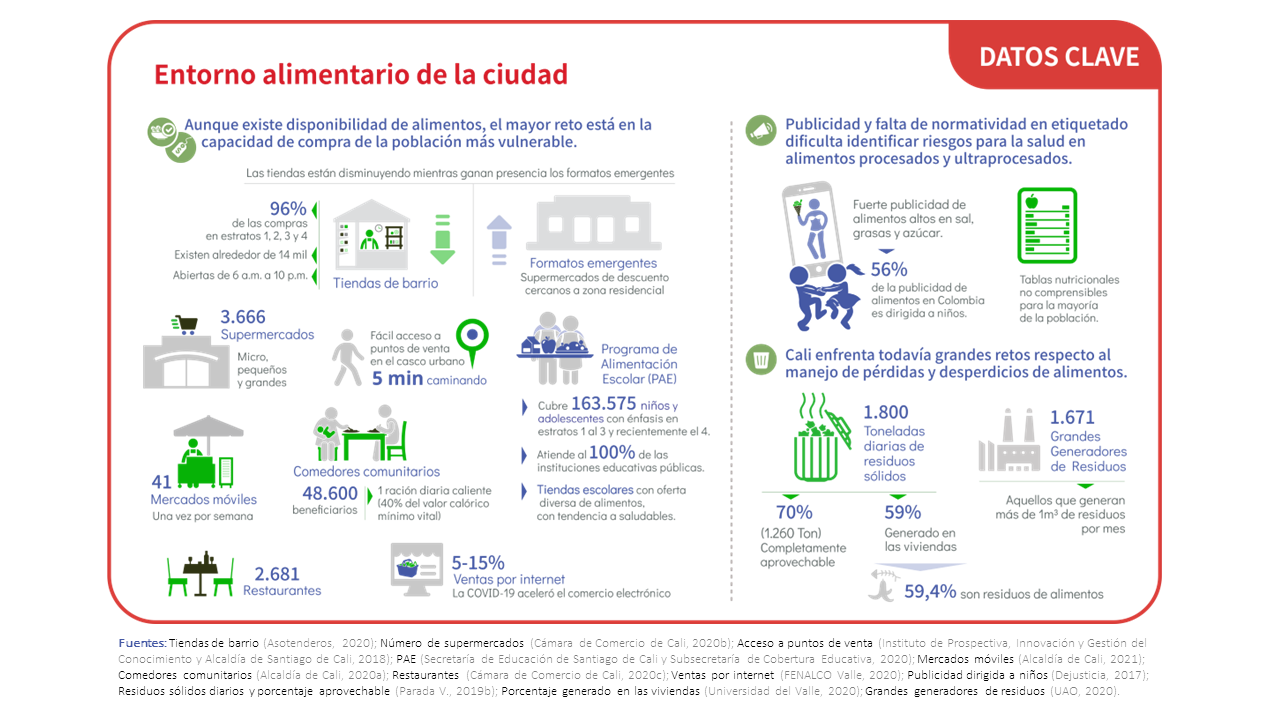 DATOS CLAVE
Entorno alimentario de la ciudad
Aunque existe disponibilidad de alimentos, el mayor reto está en la
capacidad de compra de la población más vulnerable.
Las tiendas están disminuyendo mientras ganan presencia los formatos emergentes
96%
de las compras
en estratos 1, 2, 3 y 4
Existen alrededor de 14 mil
Abiertas de 6 a.m. a 10 p.m.
Tiendas de barrio
Formatos emergentes
Supermercados de descuento
cercanos a zona residencial
3.666
Supermercados
Micro,
pequeños
y grandes
Fácil acceso a
puntos de venta
en el casco urbano
5 min caminando
Programa de
Alimentación
Escolar (PAE)
Cubre 163.575 niños y
adolescentes con énfasis en
estratos 1 al 3 y recientemente el 4.
Atiende al 100% de las
instituciones educativas públicas.
Tiendas escolares con oferta
diversa de alimentos,
con tendencia a saludables.
41
Mercados móviles
Una vez por semana
Comedores comunitarios
48.600
beneficiarios
1 ración diaria caliente
(40% del valor calórico
mínimo vital)
2.681
Restaurantes
5-15%
Ventas por internet
La COVID-19 aceleró el comercio electrónico
Publicidad y falta de normatividad en etiquetado
dificulta identificar riesgos para la salud en
alimentos procesados y ultraprocesados.
Fuerte publicidad de
alimentos altos en sal,
grasas y azúcar.
56%
de la publicidad de
alimentos en Colombia
es dirigida a niños.
Tablas nutricionales
no comprensibles
para la mayoría
de la población.
Cali enfrenta todavía grandes retos respecto al
manejo de pérdidas y desperdicios de alimentos.
1.800
Toneladas
diarias de
residuos
sólidos
70%
(1.260 Ton)
Completamente
aprovechable
59%
Generado en
las viviendas
59,4% son residuos de alimentos
1.671
Grandes
Generadores
de Residuos
Aquellos que generan
más de 1m³ de residuos
por mes
Fuentes: Tiendas de barrio (Asotenderos, 2020); Número de supermercados (Cámara de Comercio de Cali, 2020b); Acceso a puntos de venta (Instituto de Prospectiva, Innovación y Gestión del
Conocimiento y Alcaldía de Santiago de Cali, 2018); PAE (Secretaría de Educación de Santiago de Cali y Subsecretaría de Cobertura Educativa, 2020); Mercados móviles (Alcaldía de Cali, 2021);
Comedores comunitarios (Alcaldía de Cali, 2020a); Restaurantes (Cámara de Comercio de Cali, 2020c); Ventas por internet (FENALCO Valle, 2020); Publicidad dirigida a niños (Dejusticia, 2017);
Residuos sólidos diarios y porcentaje aprovechable (Parada V., 2019b); Porcentaje generado en las viviendas (Universidad del Valle, 2020); Grandes generadores de residuos (UAO, 2020).